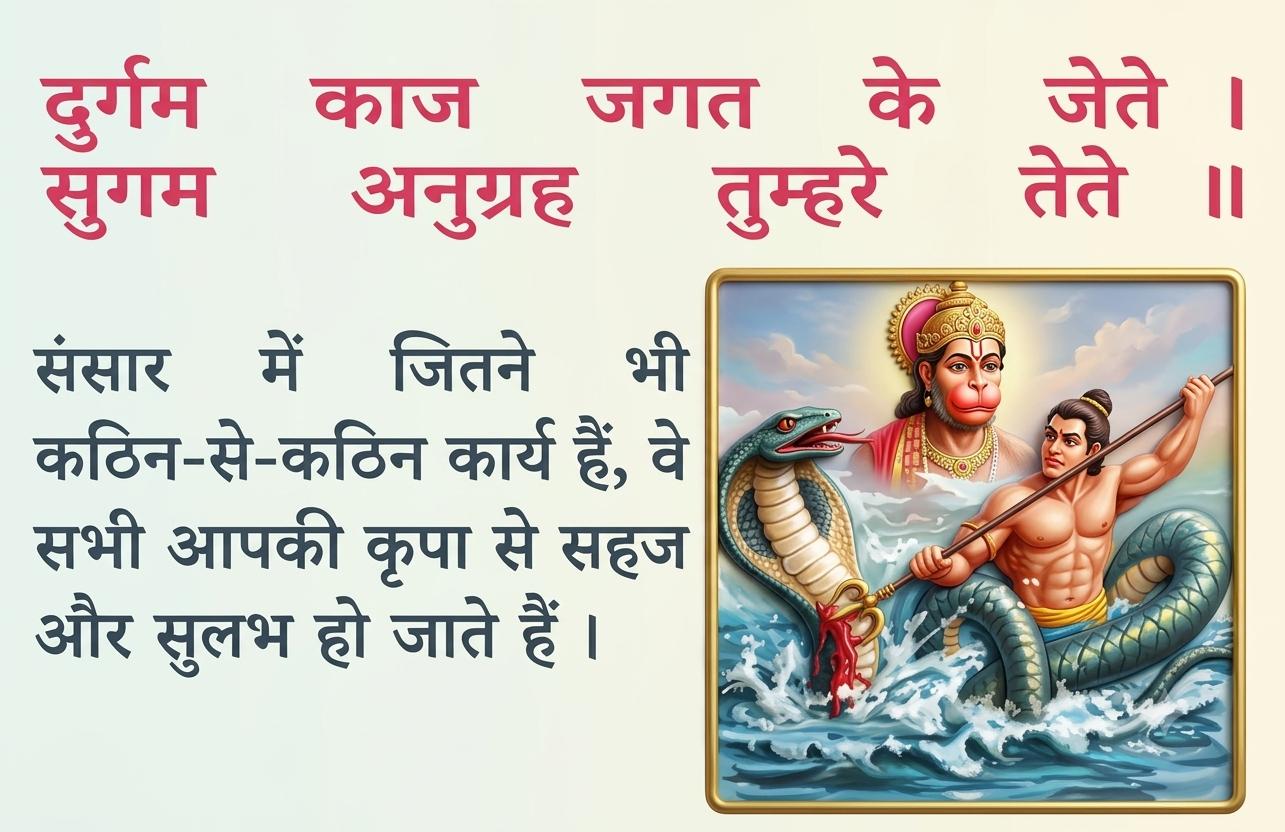 दुर्गम काज जगत के जेते ।
सुगम अनुग्रह तुम्हरे तेते ॥
संसार में जितने भी
कठिन-से-कठिन कार्य हैं, वे
सभी आपकी कृपा से सहज
और सुलभ हो जाते हैं ।